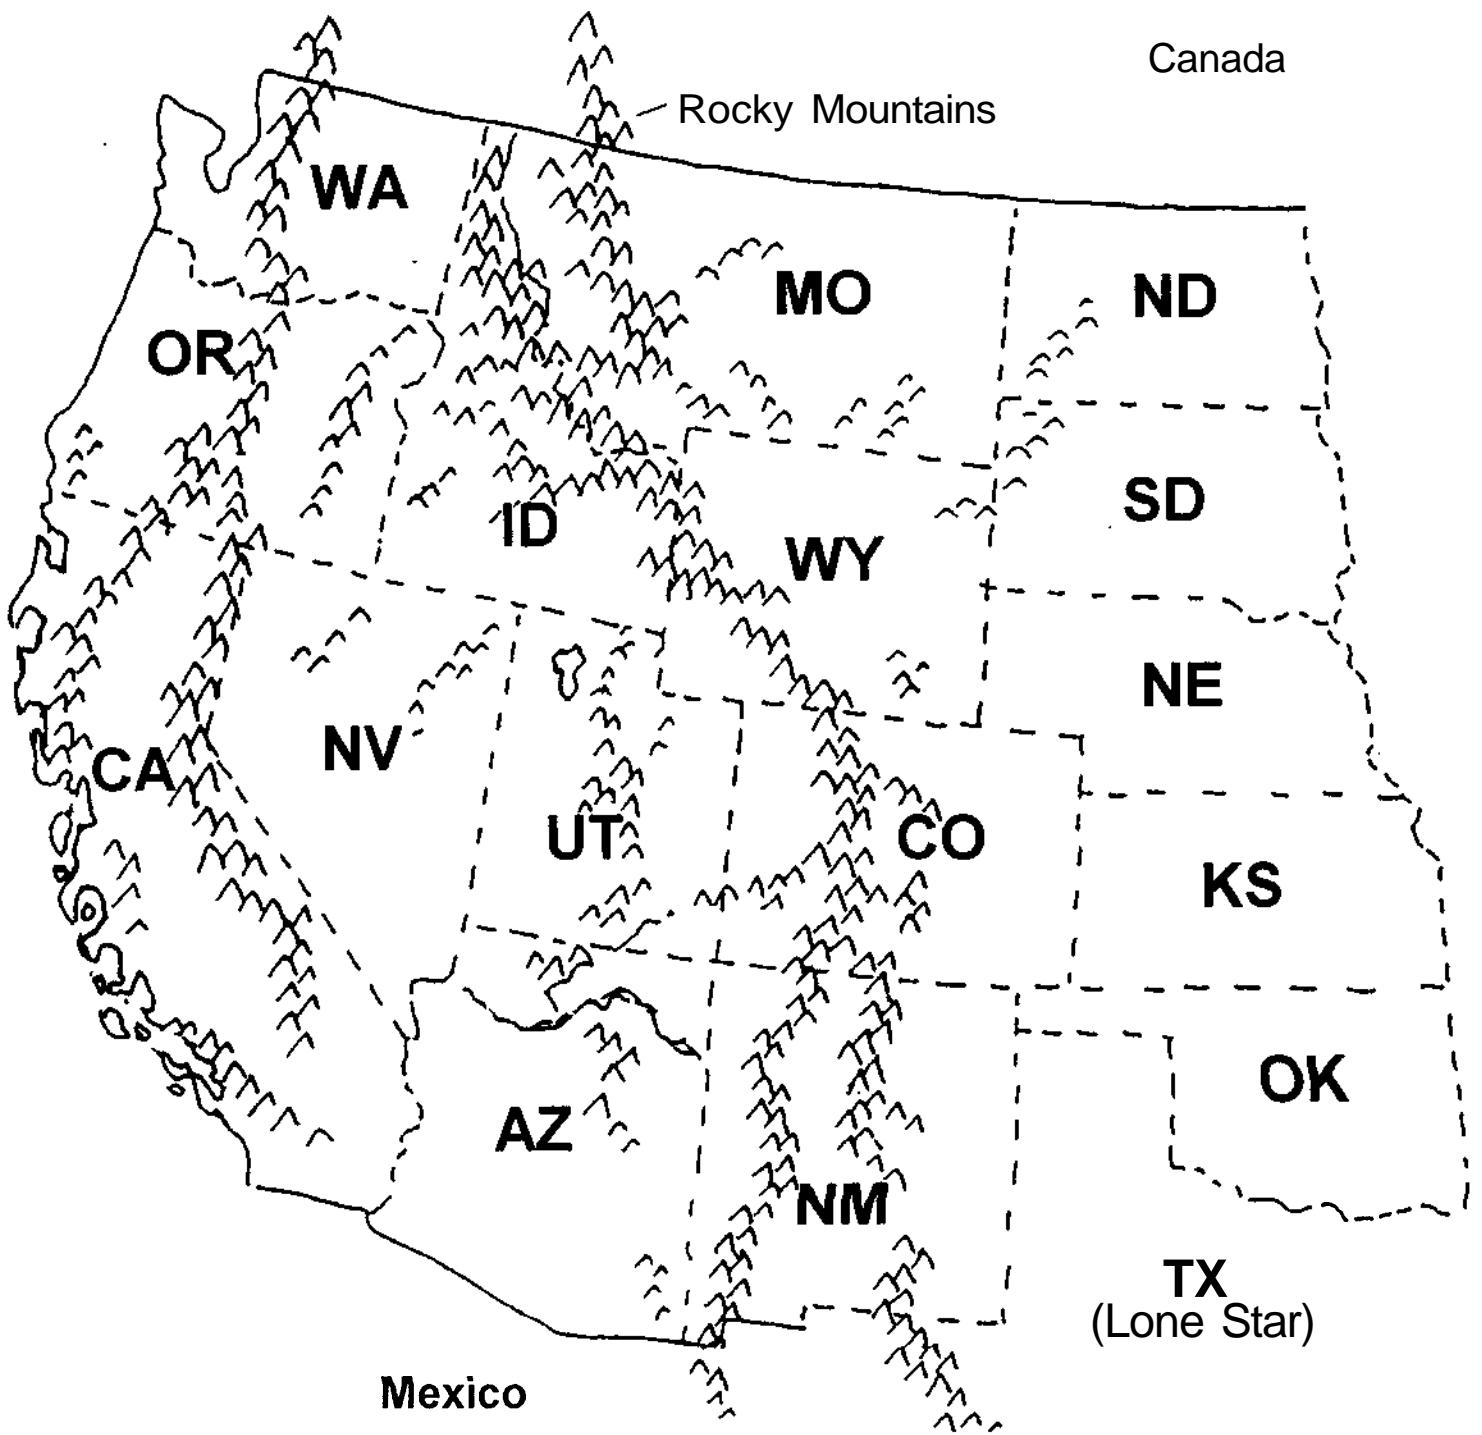 Canada
Rocky Mountains
WA
MO
ND
OR
SD
ID
WY
NE
NV
CA
UT
CO
KS
OK
AZ
NM
TX
(Lone Star)
Mexico